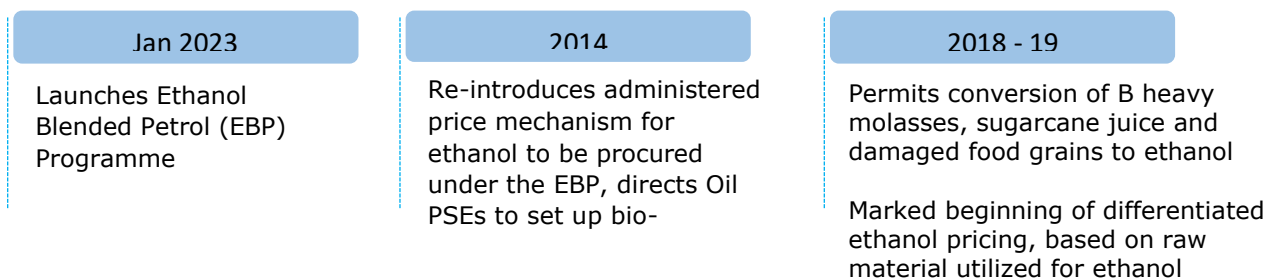 Jan 2023
Launches Ethanol
Blended Petrol (EBP)
Programme
2014
Re-introduces administered
price mechanism for
ethanol to be procured
under the EBP, directs Oil
PSEs to set up bio-
2018 - 19
Permits conversion of B heavy
molasses, sugarcane juice and
damaged food grains to ethanol
Marked beginning of differentiated
ethanol pricing, based on raw
material utilized for ethanol